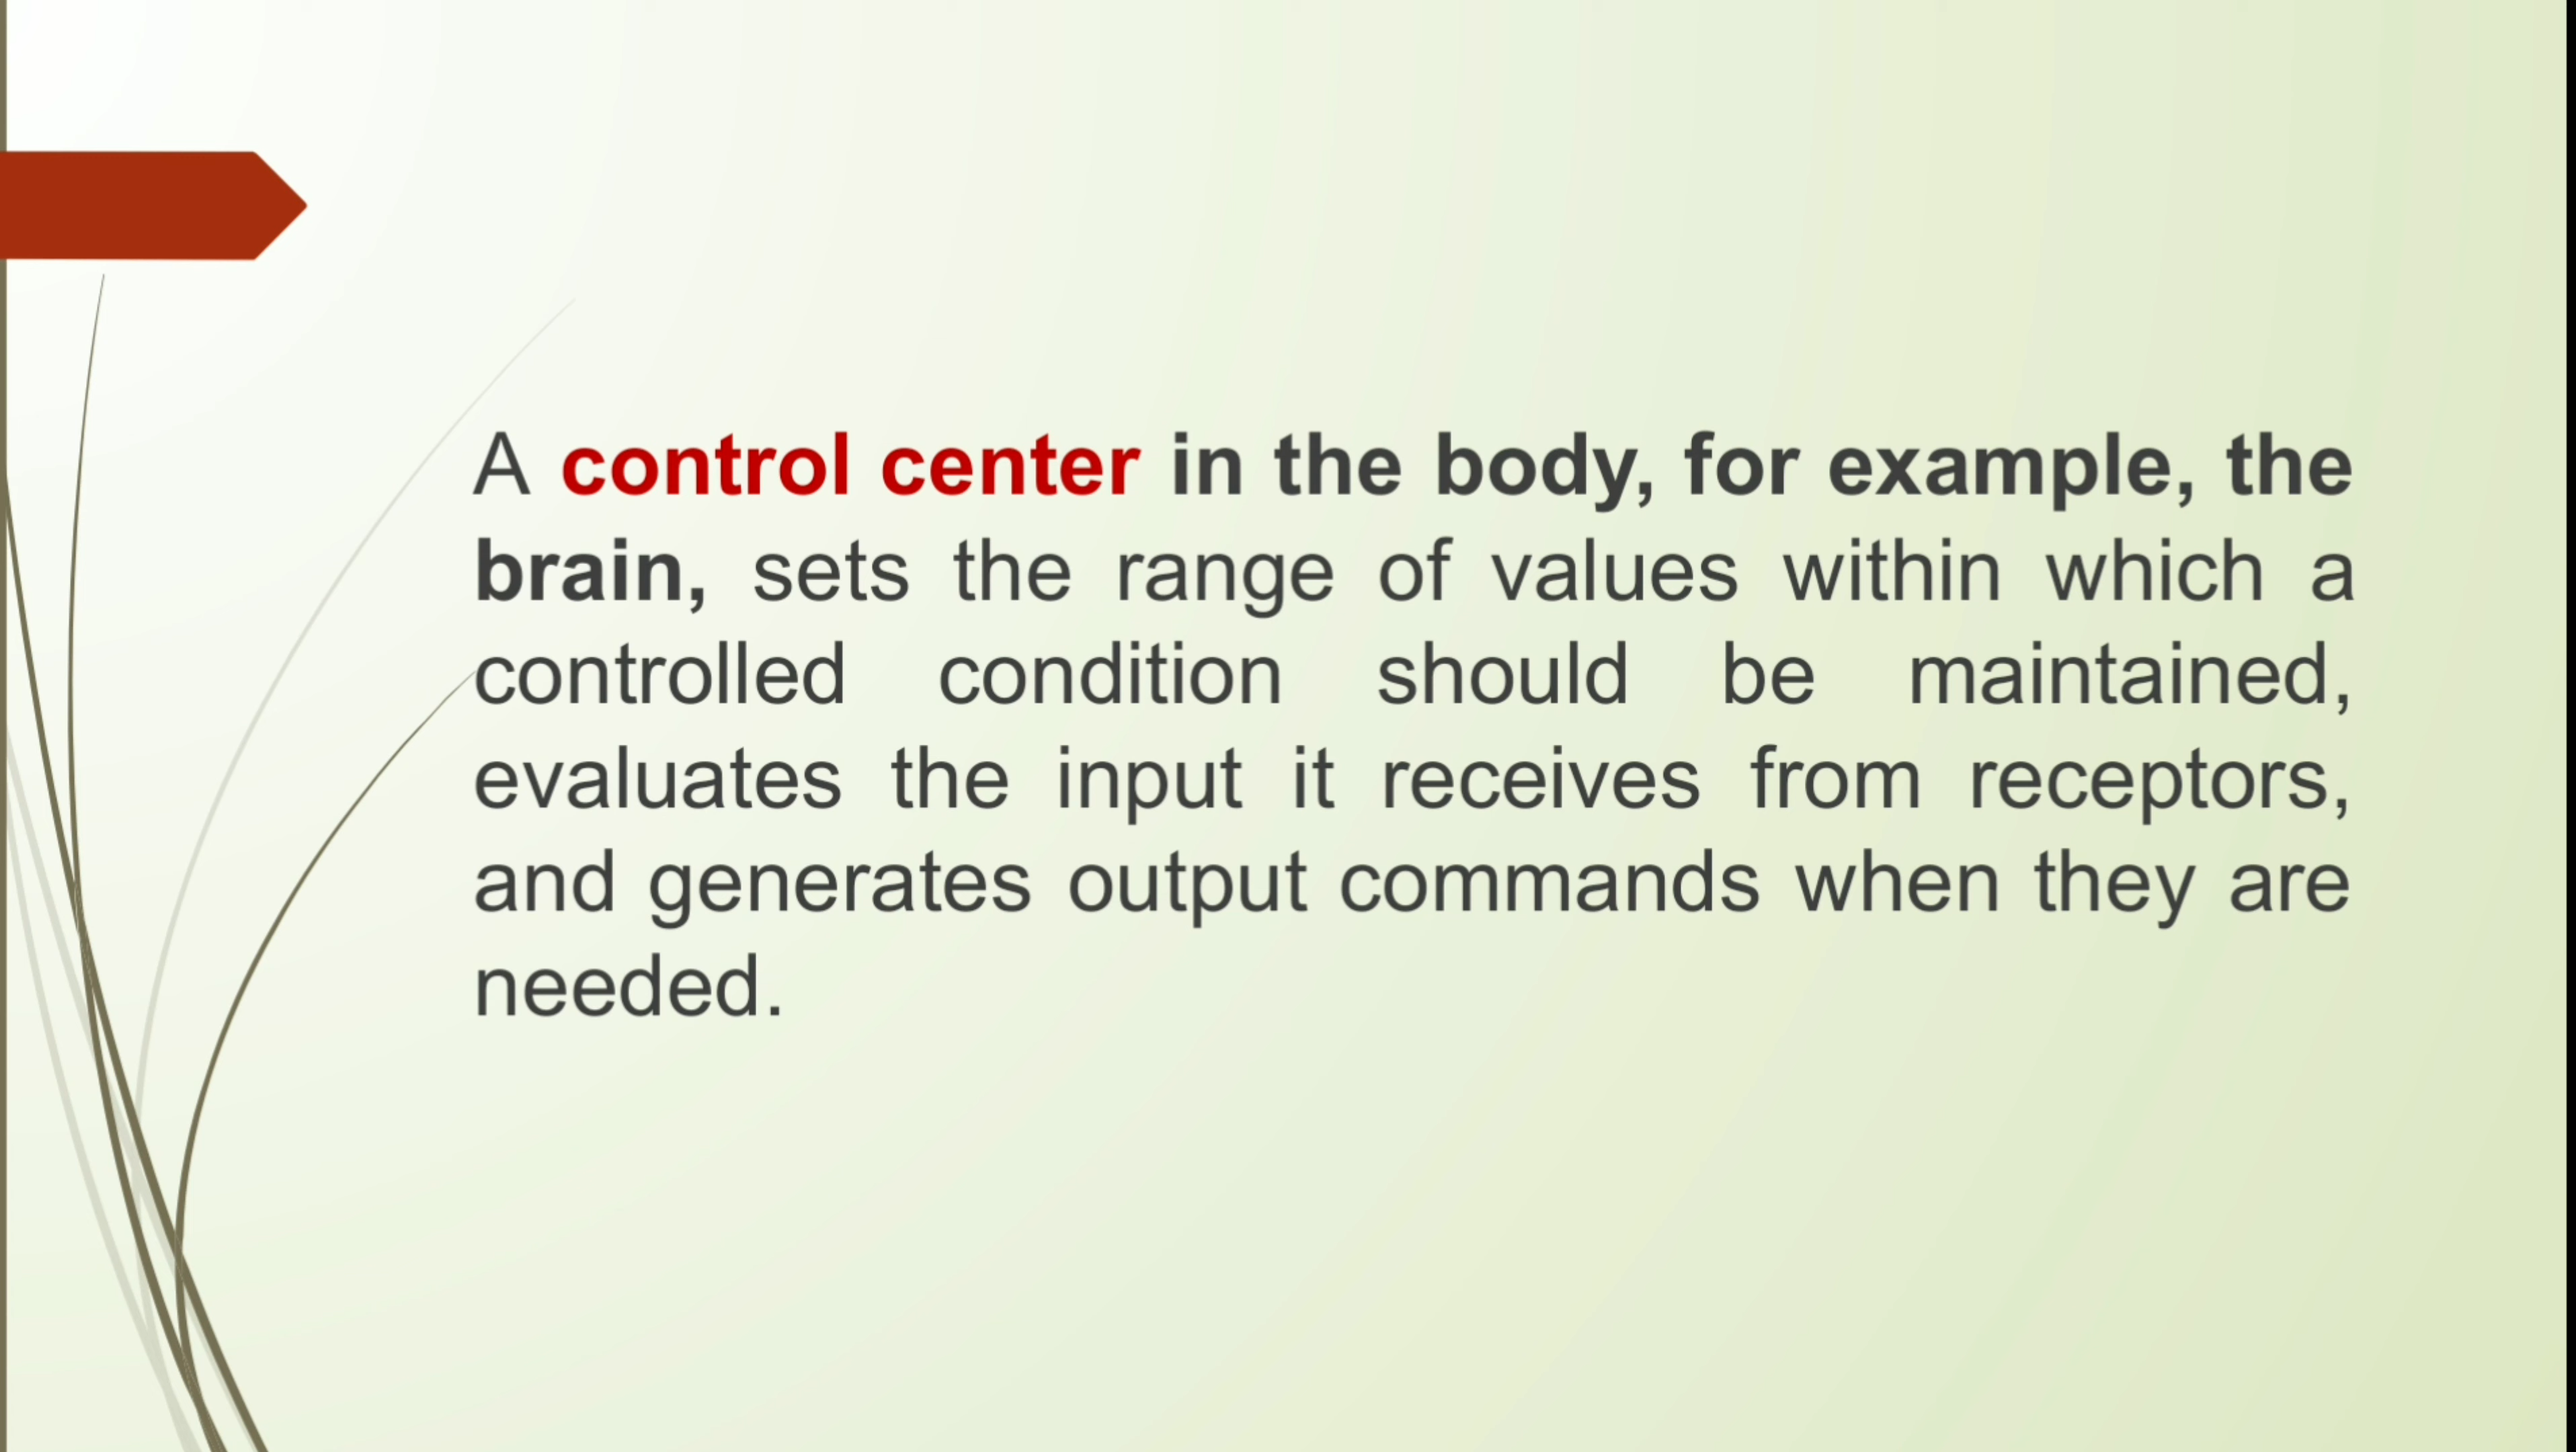 A control center in the body, for example, the
brain, sets the range of values within which a
controlled condition should be maintained,
evaluates the input it receives from receptors,
and generates output commands when they are
needed.